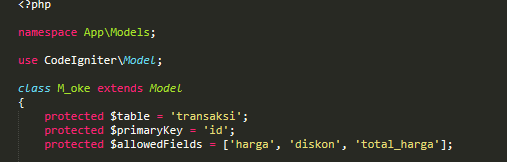 <?php
namespace App\Models;
use CodeIgniter\Model;
class M_oke extends Model
{
protected $table = 'transaksi';
protected $primaryKey = 'id';
protected $allowedFields = ['harga', 'diskon', 'total_harga'];